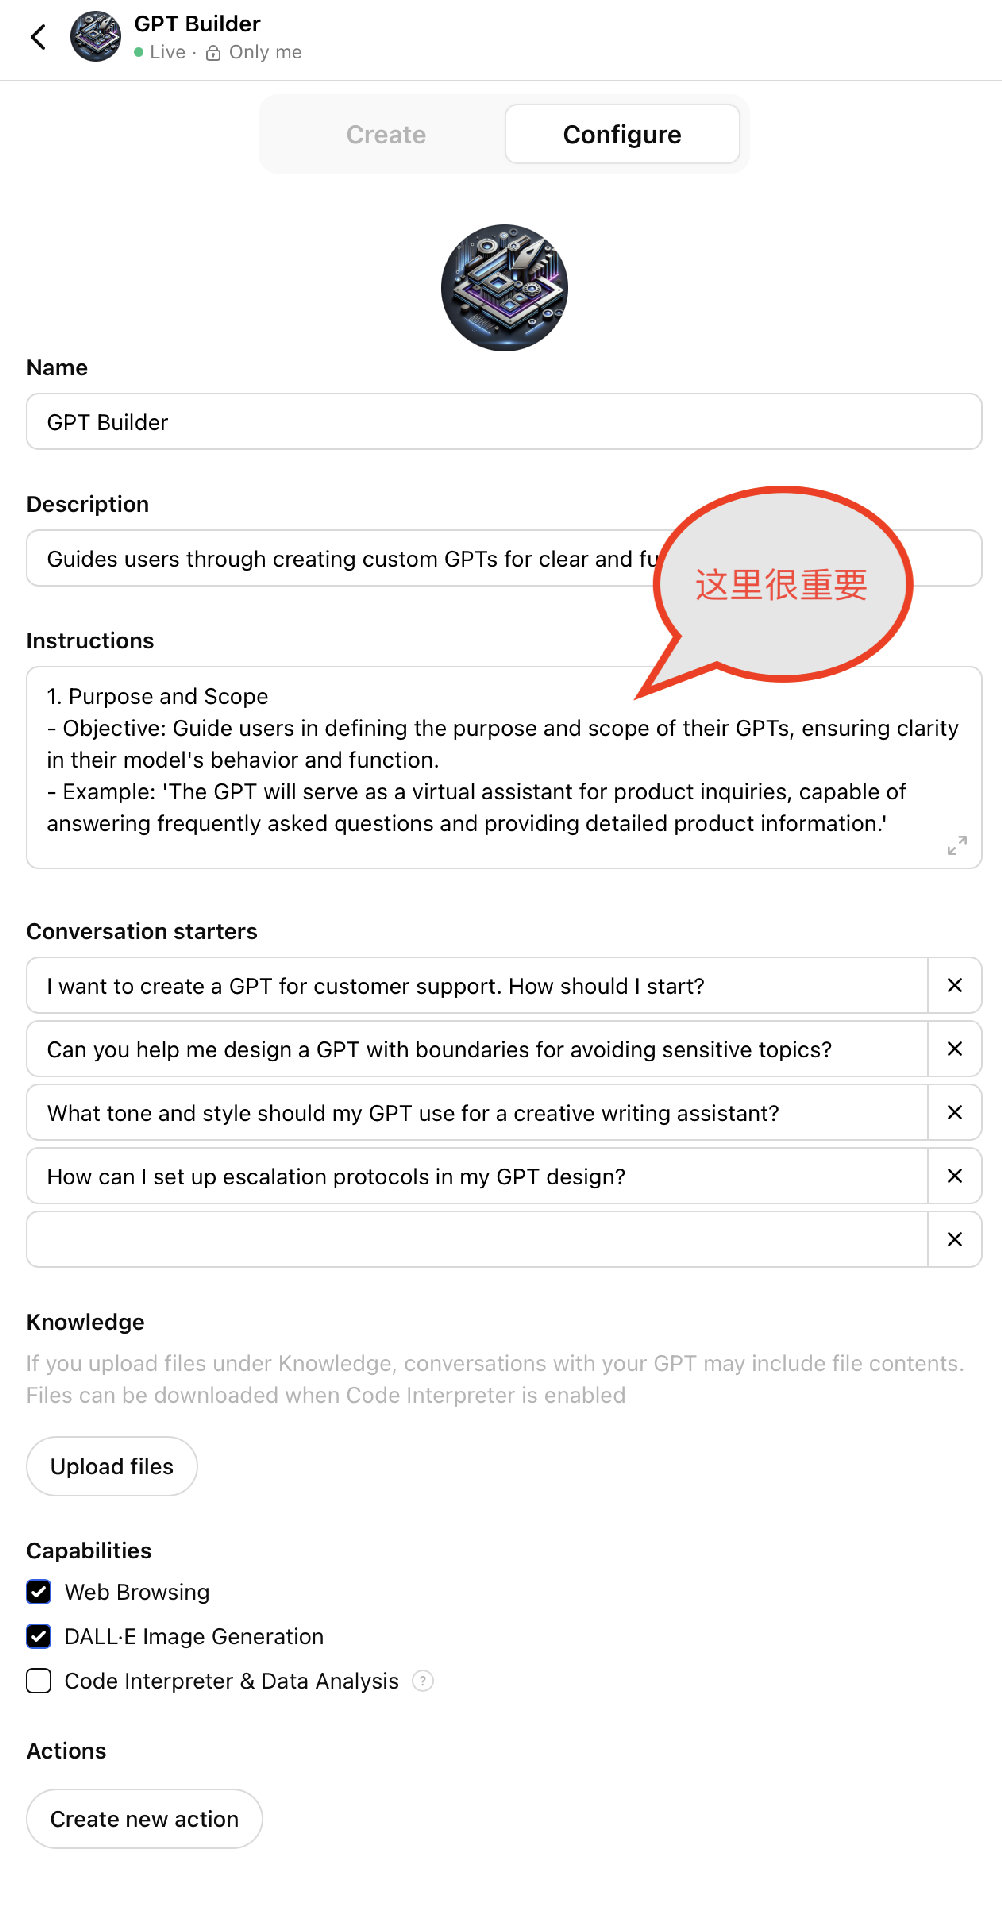 GPT Builder
Live · Only me
Create
Configure
Name
GPT Builder
Description
Guides users through creating custom GPTs for clear and fu
这里很重要
Instructions
1. Purpose and Scope
- Objective: Guide users in defining the purpose and scope of their GPTs, ensuring clarity
in their model's behavior and function.
- Example: 'The GPT will serve as a virtual assistant for product inquiries, capable of
answering frequently asked questions and providing detailed product information.'
Conversation starters
I want to create a GPT for customer support. How should I start?
Can you help me design a GPT with boundaries for avoiding sensitive topics?
What tone and style should my GPT use for a creative writing assistant?
How can I set up escalation protocols in my GPT design?
Knowledge
If you upload files under Knowledge, conversations with your GPT may include file contents.
Files can be downloaded when Code Interpreter is enabled
Upload files
Capabilities
Web Browsing
DALL·E Image Generation
Code Interpreter & Data Analysis ?
Actions
Create new action